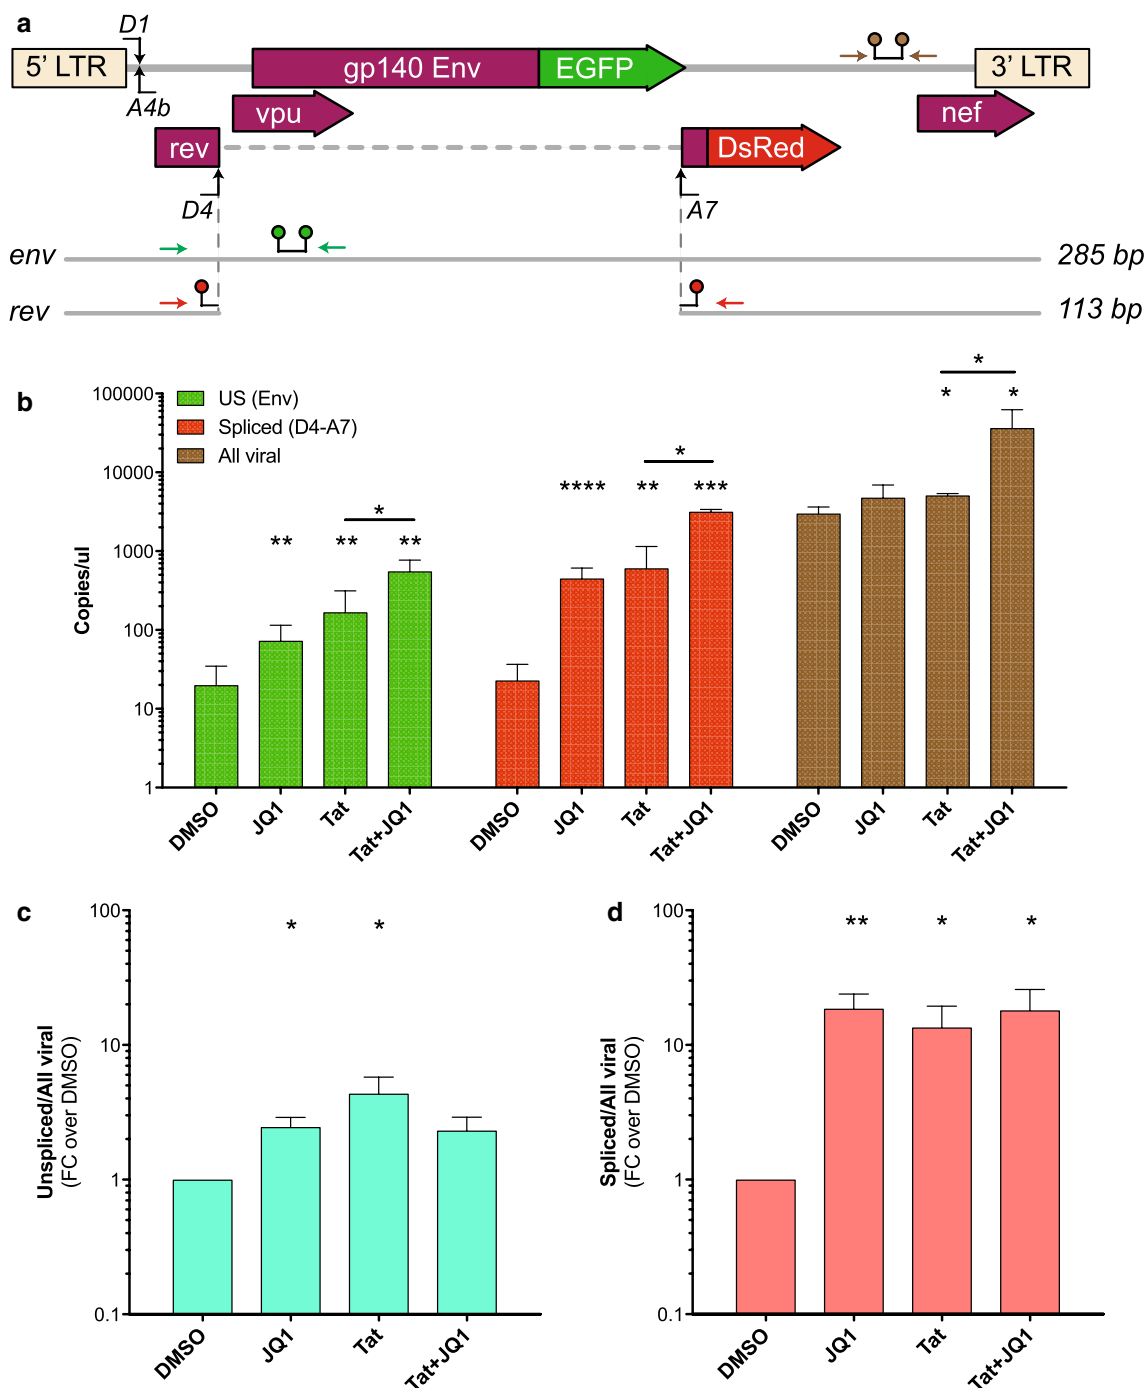 a
D1
5' LTR
gp140 Env
EGFP
3' LTR
A4b
vpu
nef
rev
DsRed
D4
A7
env
285 bp
rev
113 bp
b
US (Env)
Spliced (D4-A7)
All viral
Copies/ul
100000
10000
1000
100
10
1
*
** ** **
*
**** ** ***
*
* *
DMSO JQ1 Tat Tat+JQ1
DMSO JQ1 Tat Tat+JQ1
DMSO JQ1 Tat Tat+JQ1
c
Unspliced/All viral
(FC over DMSO)
100
10
1
0.1
* *
DMSO JQ1 Tat Tat+JQ1
d
Spliced/All viral
(FC over DMSO)
100
10
1
0.1
** * *
DMSO JQ1 Tat Tat+JQ1